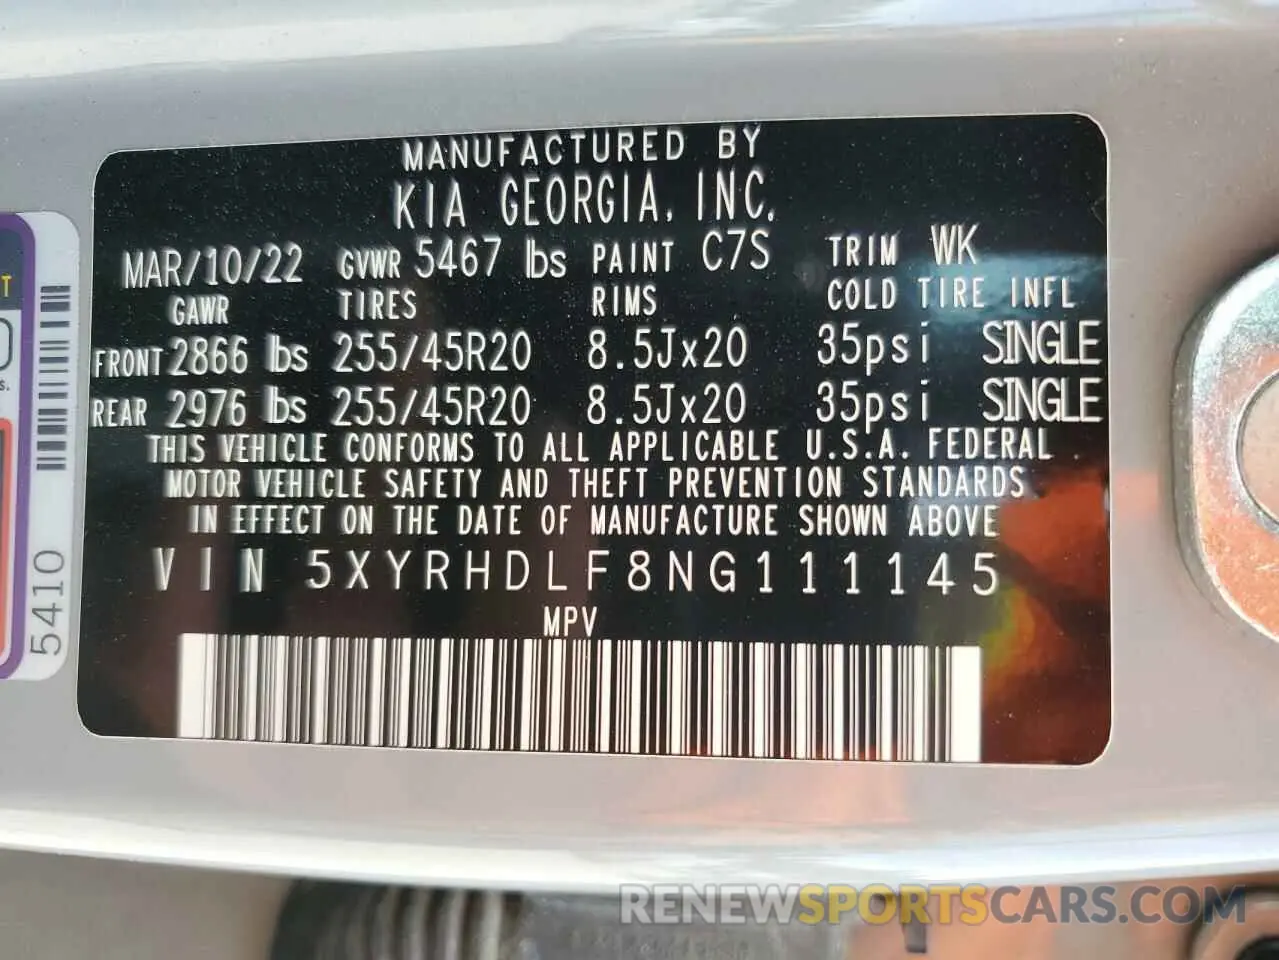 MANUFACTURED BY
KIA GEORGIA, INC.
MAR/10/22 GVWR 5467 lbs PAINT C7S TRIM WK
GAWR TIRES RIMS COLD TIRE INFL
FRONT 2866 lbs 255/45R20 8.5Jx20 35psi SINGLE
REAR 2976 lbs 255/45R20 8.5Jx20 35psi SINGLE
THIS VEHICLE CONFORMS TO ALL APPLICABLE U.S.A. FEDERAL
MOTOR VEHICLE SAFETY AND THEFT PREVENTION STANDARDS
IN EFFECT ON THE DATE OF MANUFACTURE SHOWN ABOVE
VIN 5XYRHDLF8NG111145
MPV
5410
RENEWSPORTSCARS.COM